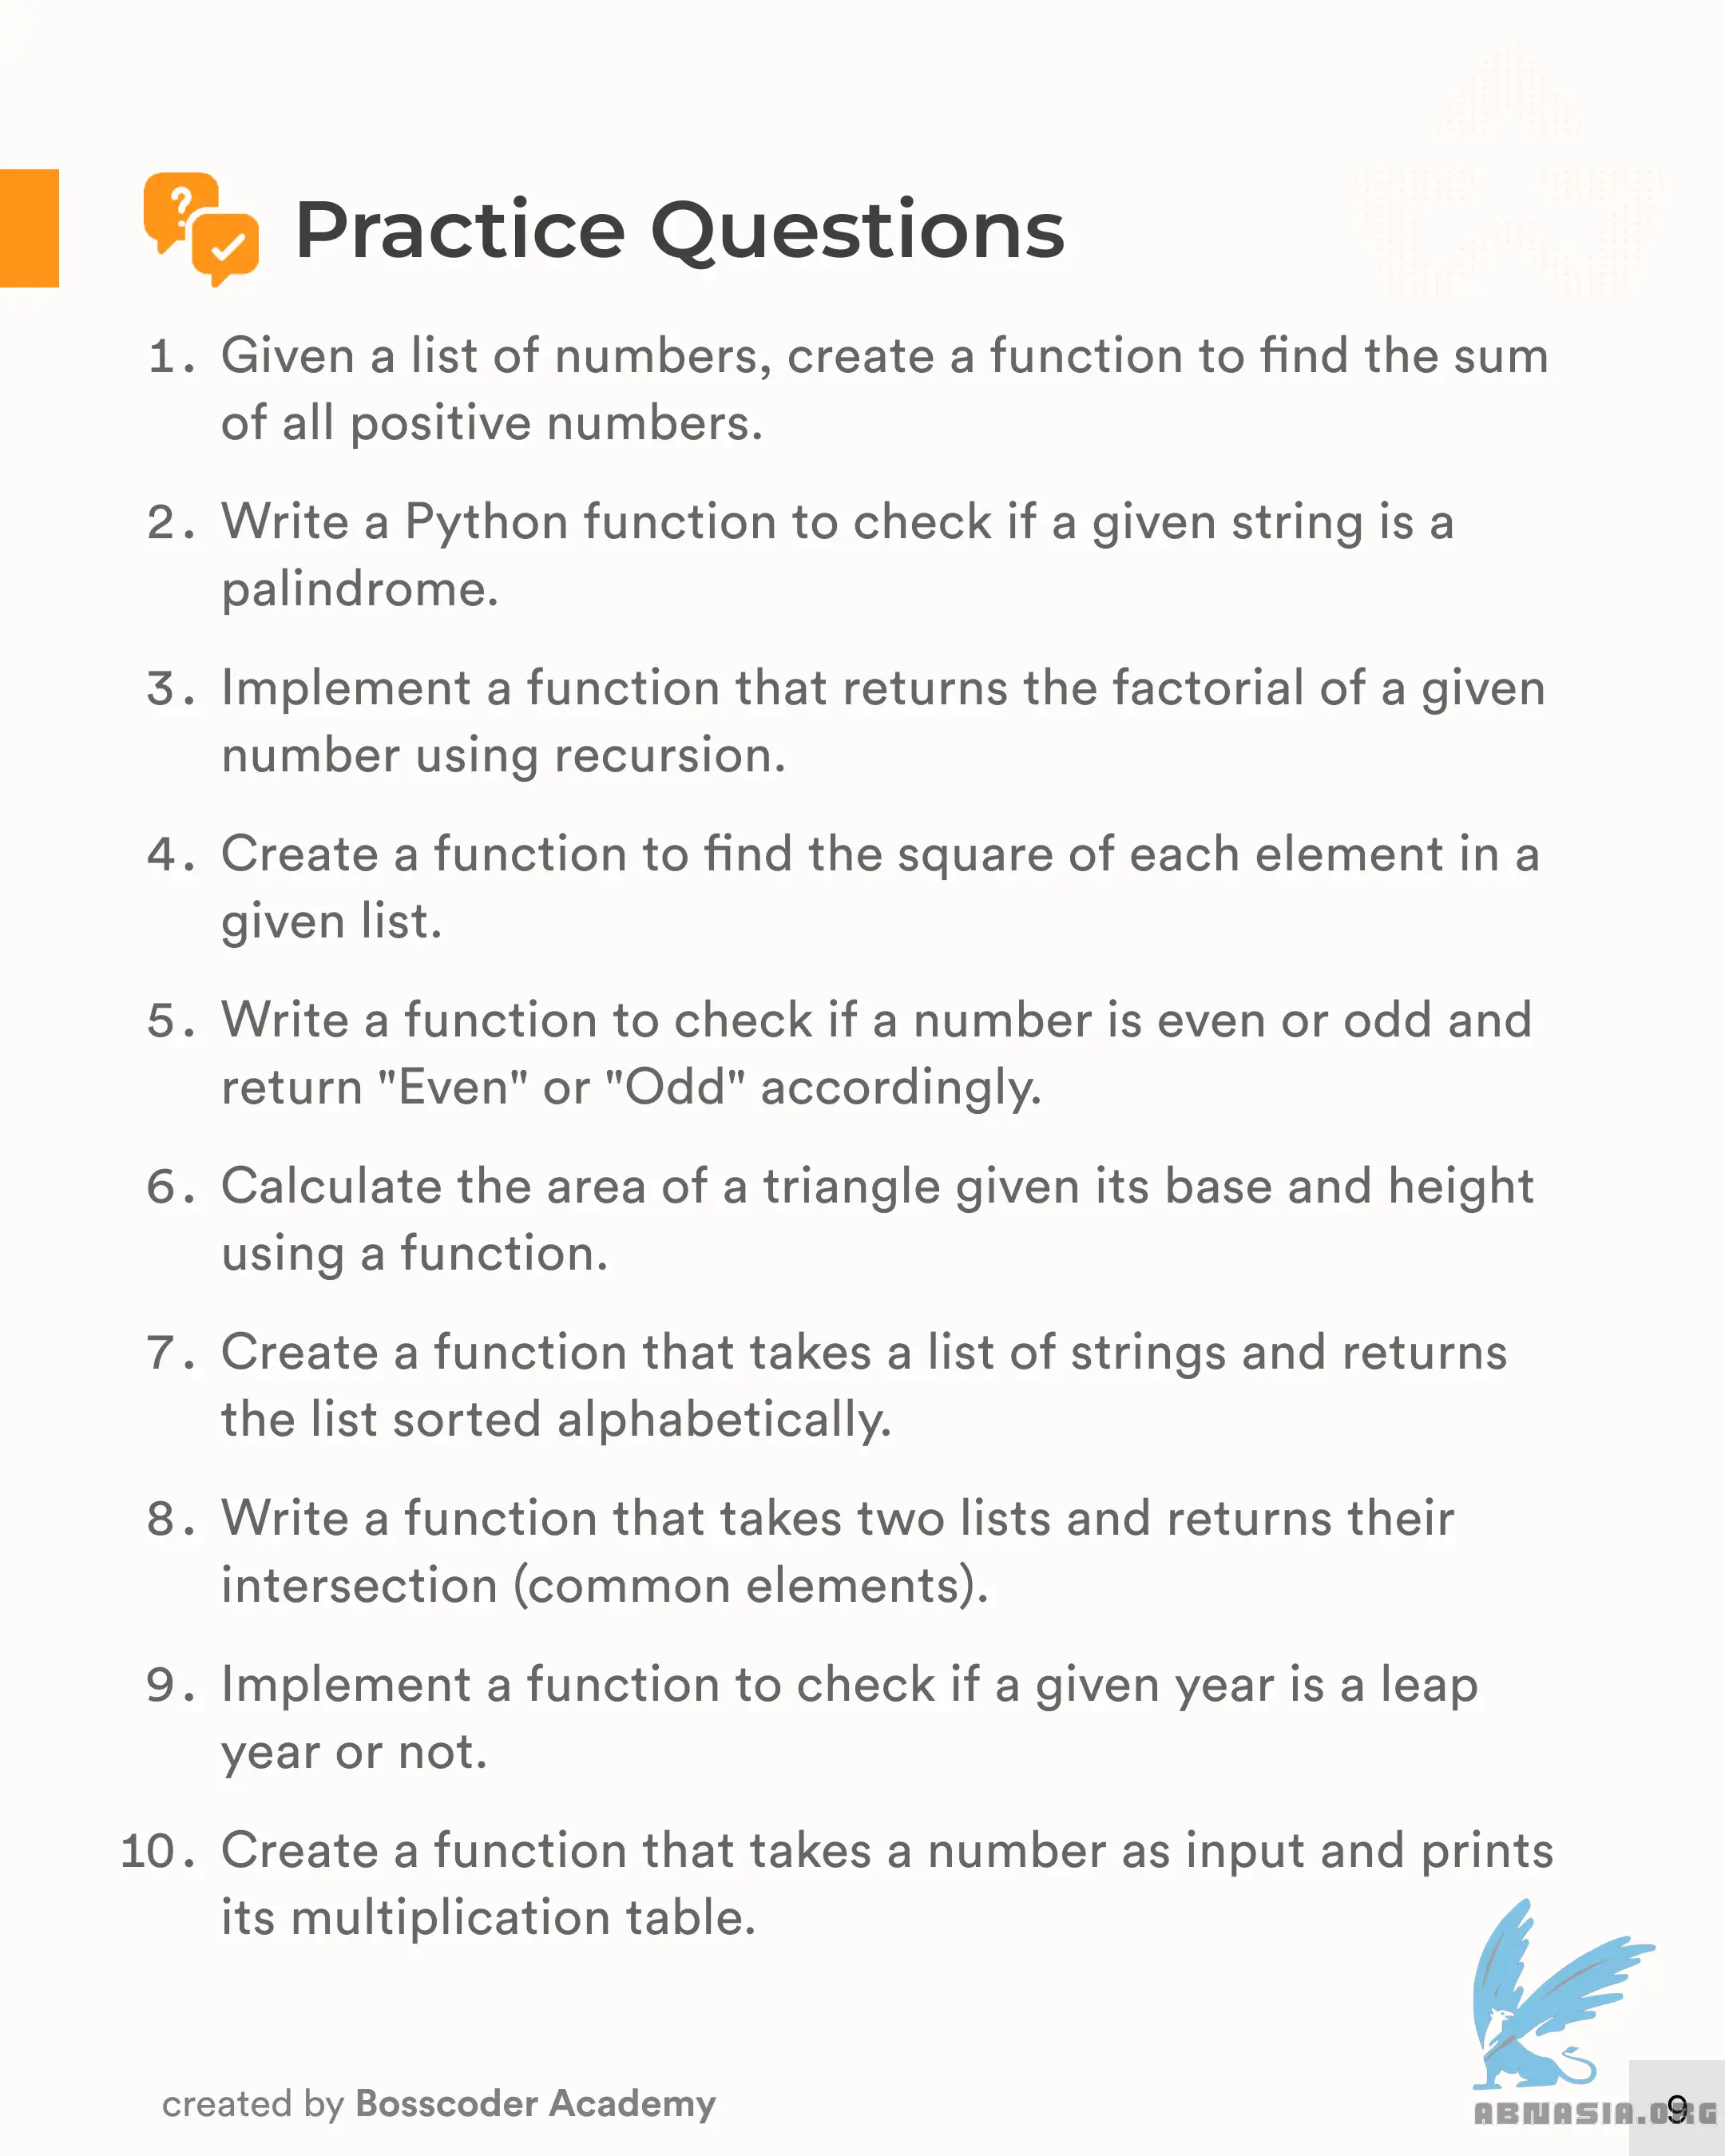 Practice Questions
1. Given a list of numbers, create a function to find the sum
of all positive numbers.
2. Write a Python function to check if a given string is a
palindrome.
3. Implement a function that returns the factorial of a given
number using recursion.
4. Create a function to find the square of each element in a
given list.
5. Write a function to check if a number is even or odd and
return "Even" or "Odd" accordingly.
6. Calculate the area of a triangle given its base and height
using a function.
7. Create a function that takes a list of strings and returns
the list sorted alphabetically.
8. Write a function that takes two lists and returns their
intersection (common elements).
9. Implement a function to check if a given year is a leap
year or not.
10. Create a function that takes a number as input and prints
its multiplication table.
created by Bosscoder Academy
ABNASIA.ORG
9